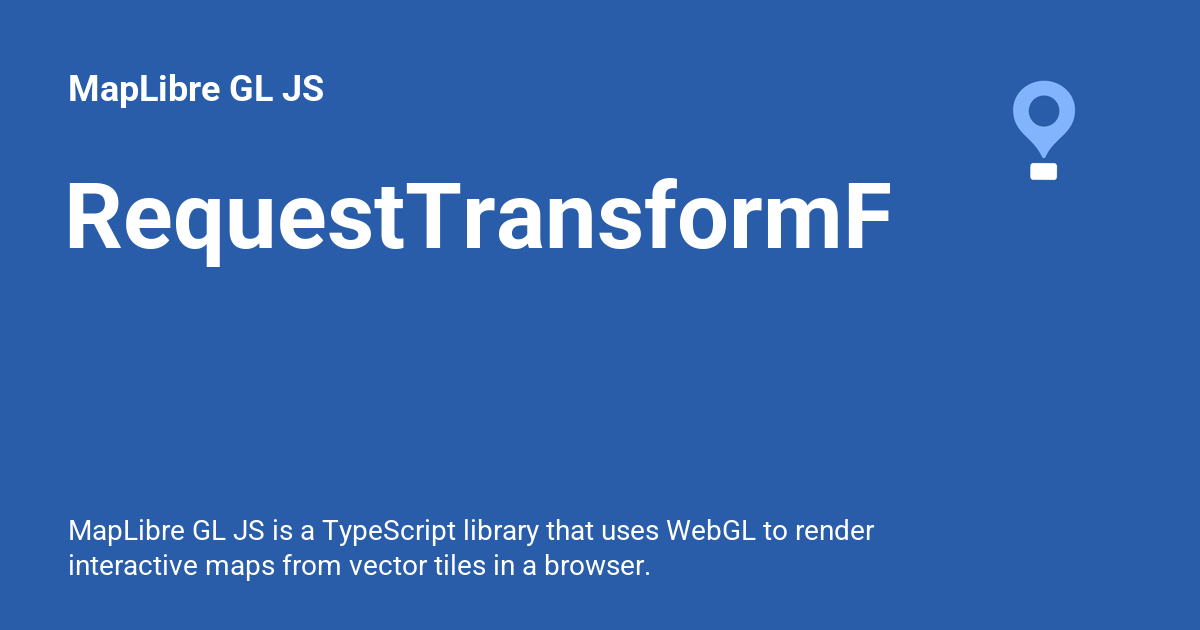 MapLibre GL JS
RequestTransformF
MapLibre GL JS is a TypeScript library that uses WebGL to render
interactive maps from vector tiles in a browser.